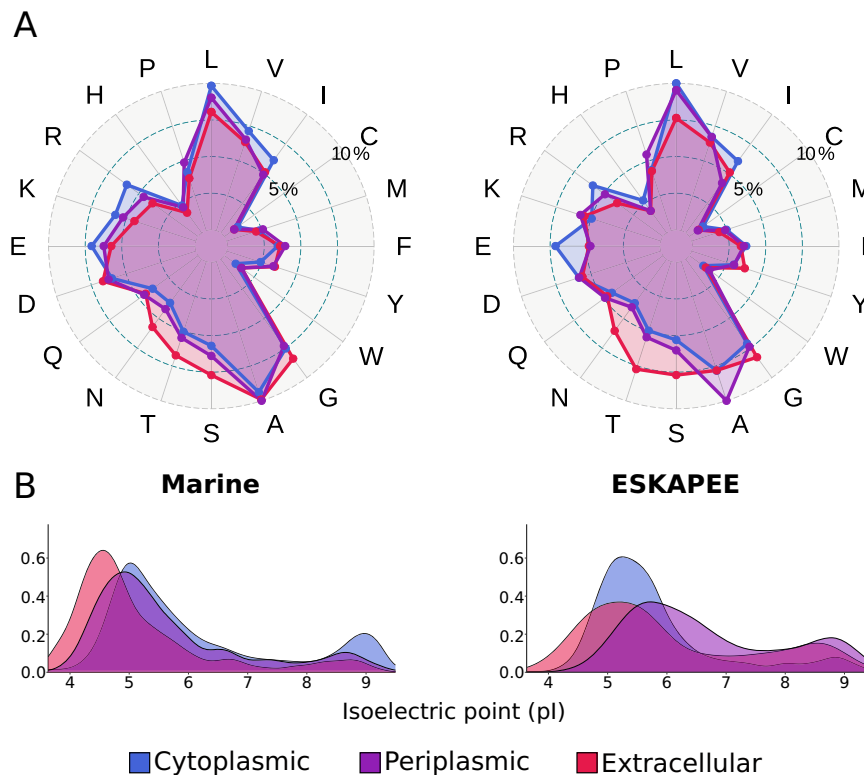 A
L
V
I
C
M
F
Y
W
G
A
S
T
N
Q
D
E
K
R
H
P
10%
5%
L
V
I
C
M
Y
W
G
A
S
T
N
Q
D
E
K
R
H
P
10%
5%
B
Marine
ESKAPEE
0.6
0.4
0.2
0.0
4 5 6 7 8 9
0.6
0.4
0.2
0.0
4 5 6 7 8 9
Isoelectric point (pI)
Cytoplasmic Periplasmic Extracellular